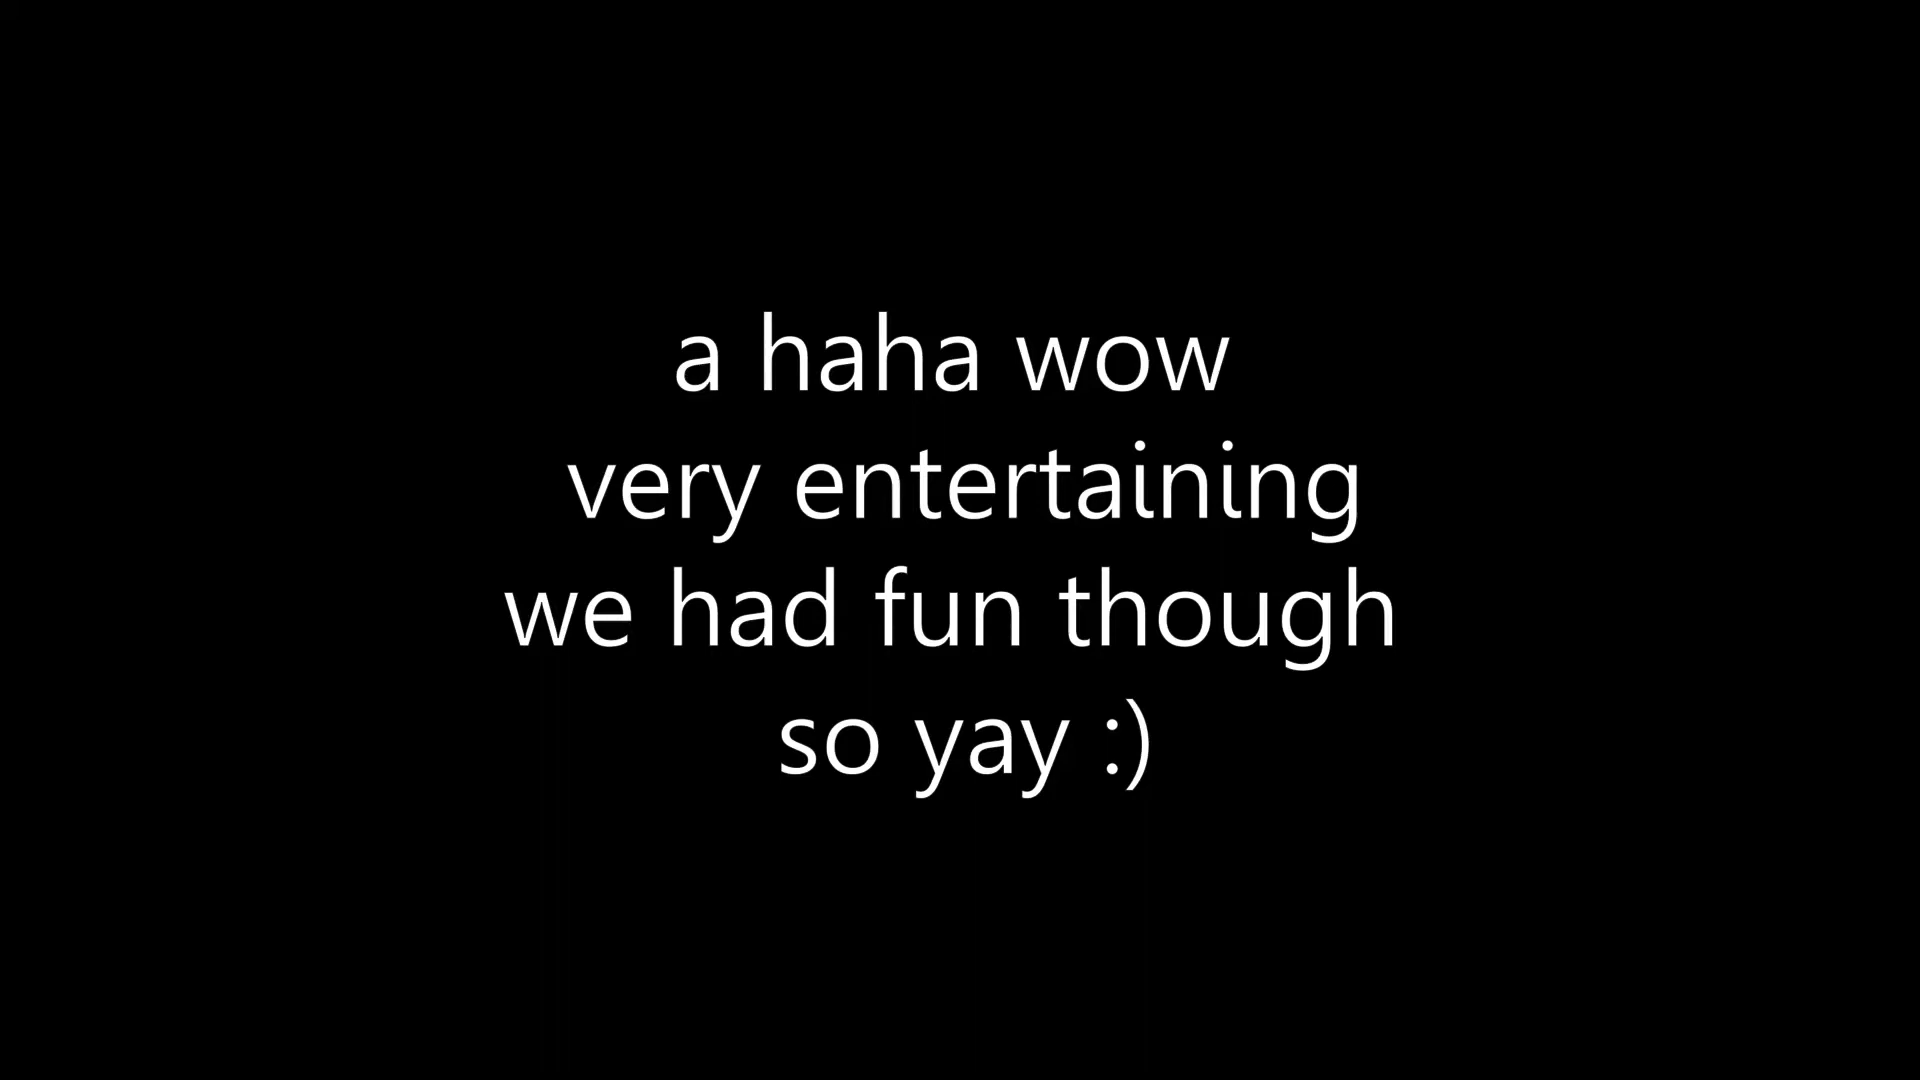 a haha wow
very entertaining
we had fun though
so yay :)